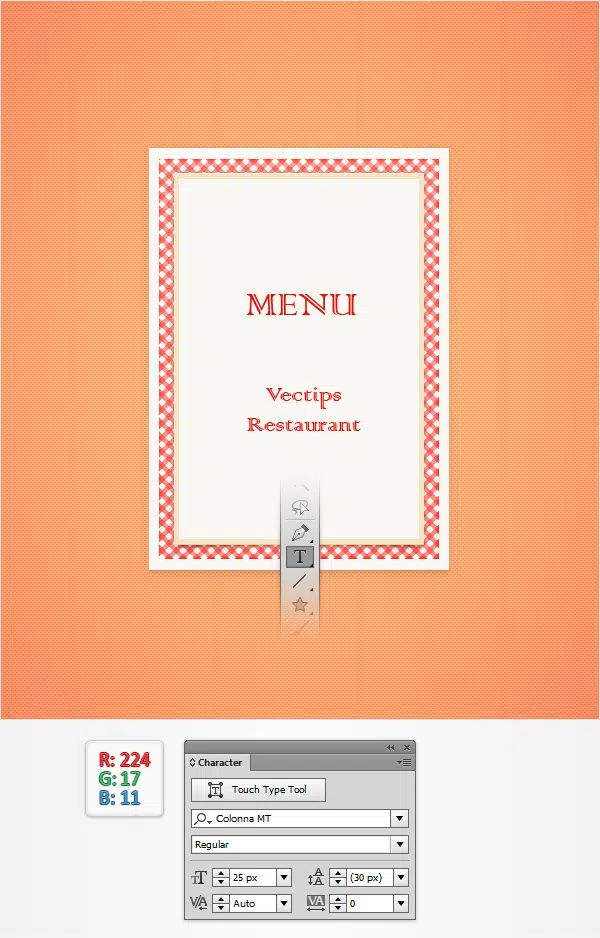 MENU
Vectips
Restaurant
T
R: 224
G: 17
B: 11
Character
Touch Type Tool
Colonna MT
Regular
25 px
(30 px)
Auto
0